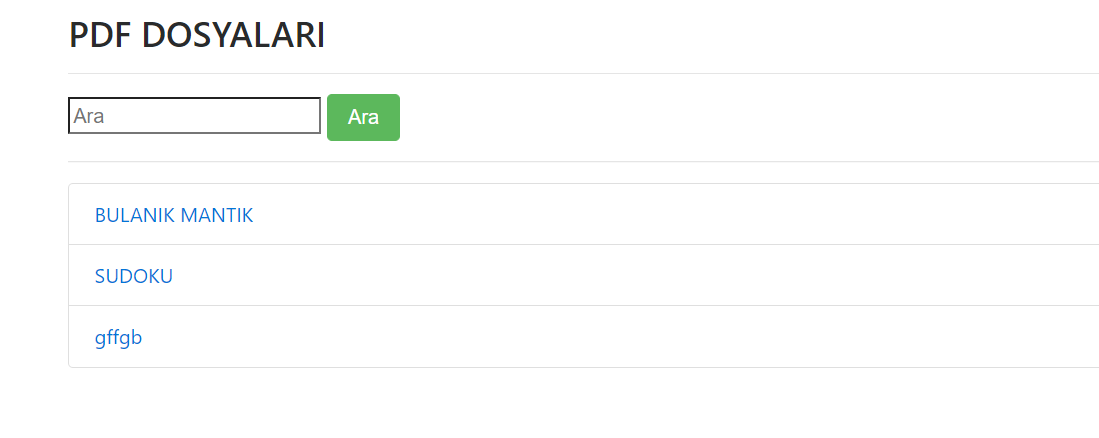 PDF DOSYALARI
Ara Ara
BULANIK MANTIK
SUDOKU
gffgb